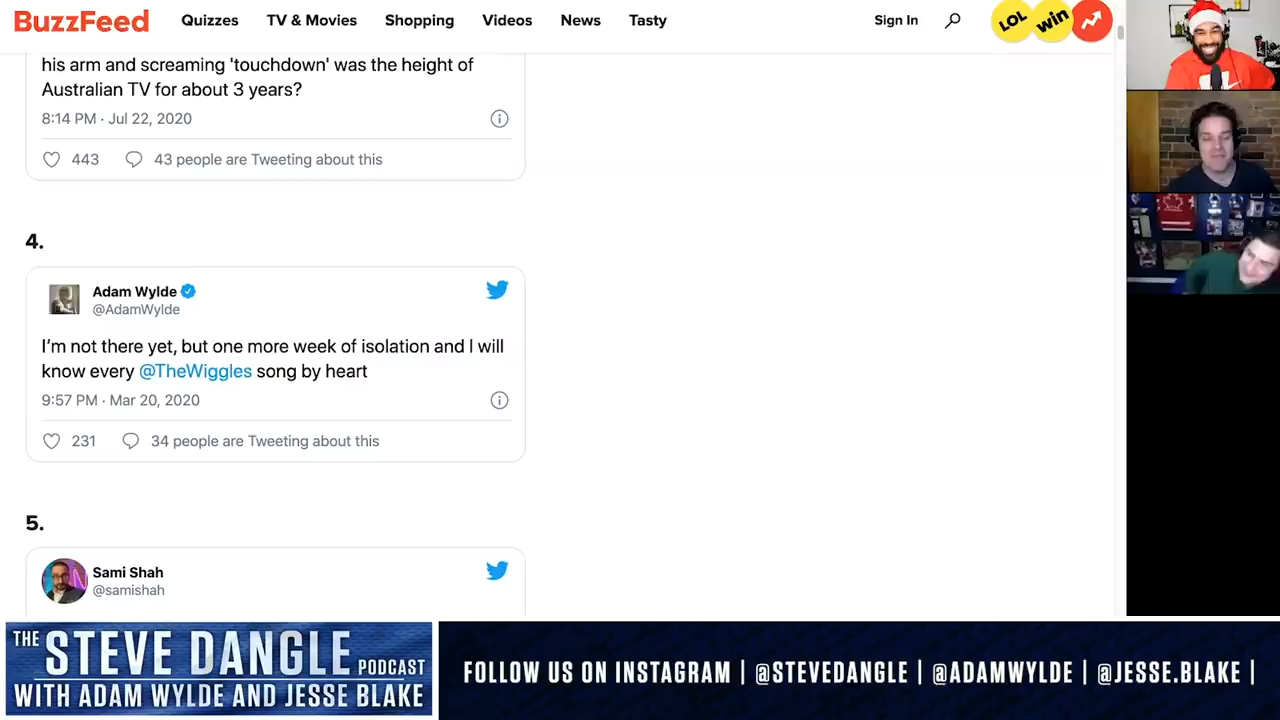 BuzzFeed
Quizzes TV & Movies Shopping Videos News Tasty
Sign In
LOL
win
his arm and screaming 'touchdown' was the height of
Australian TV for about 3 years?
8:14 PM · Jul 22, 2020
443 43 people are Tweeting about this
4.
Adam Wylde
@AdamWylde
I'm not there yet, but one more week of isolation and I will
know every @TheWiggles song by heart
9:57 PM · Mar 20, 2020
231 34 people are Tweeting about this
5.
Sami Shah
@samishah
THE
STEVE DANGLE
PODCAST
WITH ADAM WYLDE AND JESSE BLAKE
FOLLOW US ON INSTAGRAM | @STEVEDANGLE | @ADAMWYLDE | @JESSE.BLAKE |